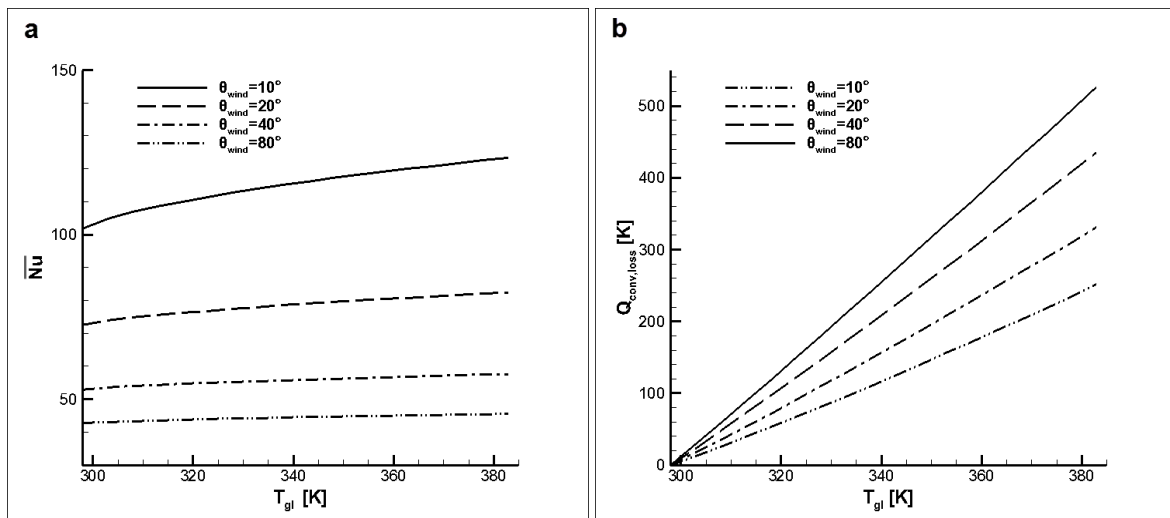 a
150
100
50
Nu
θwind=10°
θwind=20°
θwind=40°
θwind=80°
300 320 340 360 380
Tgl [K]
b
500
400
300
200
100
0
Qconv,loss [K]
θwind=10°
θwind=20°
θwind=40°
θwind=80°
300 320 340 360 380
Tgl [K]